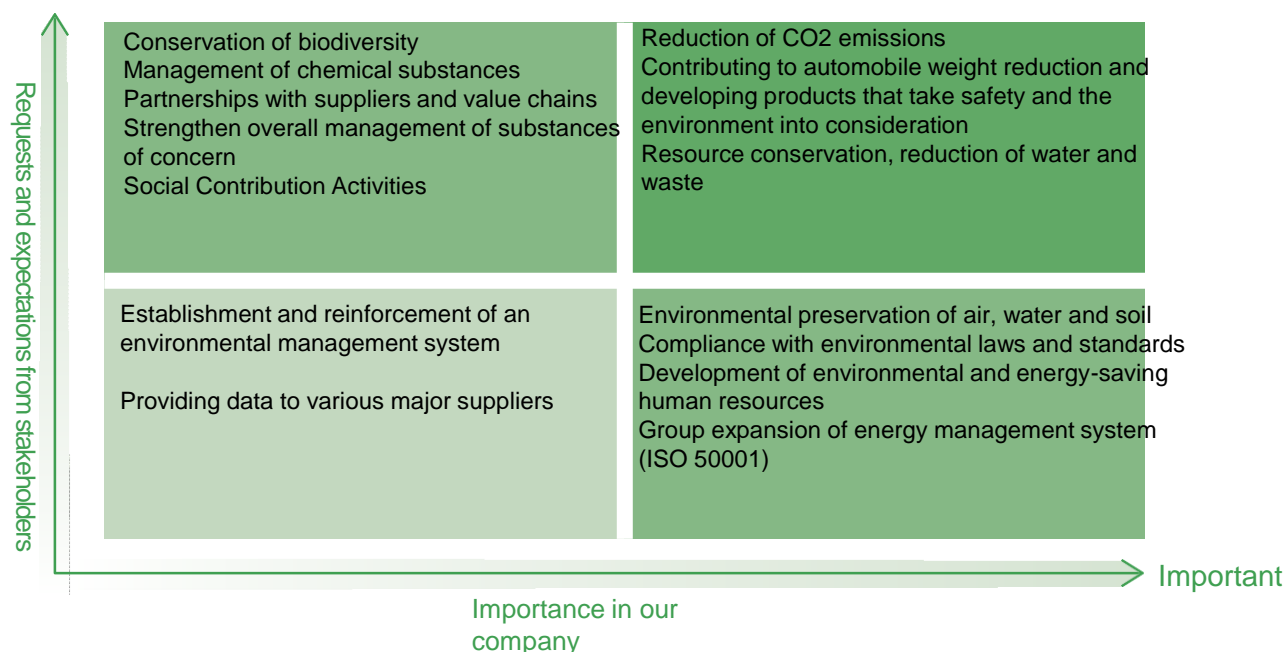 Requests and expectations from stakeholders
Conservation of biodiversity
Management of chemical substances
Partnerships with suppliers and value chains
Strengthen overall management of substances
of concern
Social Contribution Activities
Reduction of CO2 emissions
Contributing to automobile weight reduction and
developing products that take safety and the
environment into consideration
Resource conservation, reduction of water and
waste
Establishment and reinforcement of an
environmental management system
Providing data to various major suppliers
Environmental preservation of air, water and soil
Compliance with environmental laws and standards
Development of environmental and energy-saving
human resources
Group expansion of energy management system
(ISO 50001)
Important
Importance in our
company